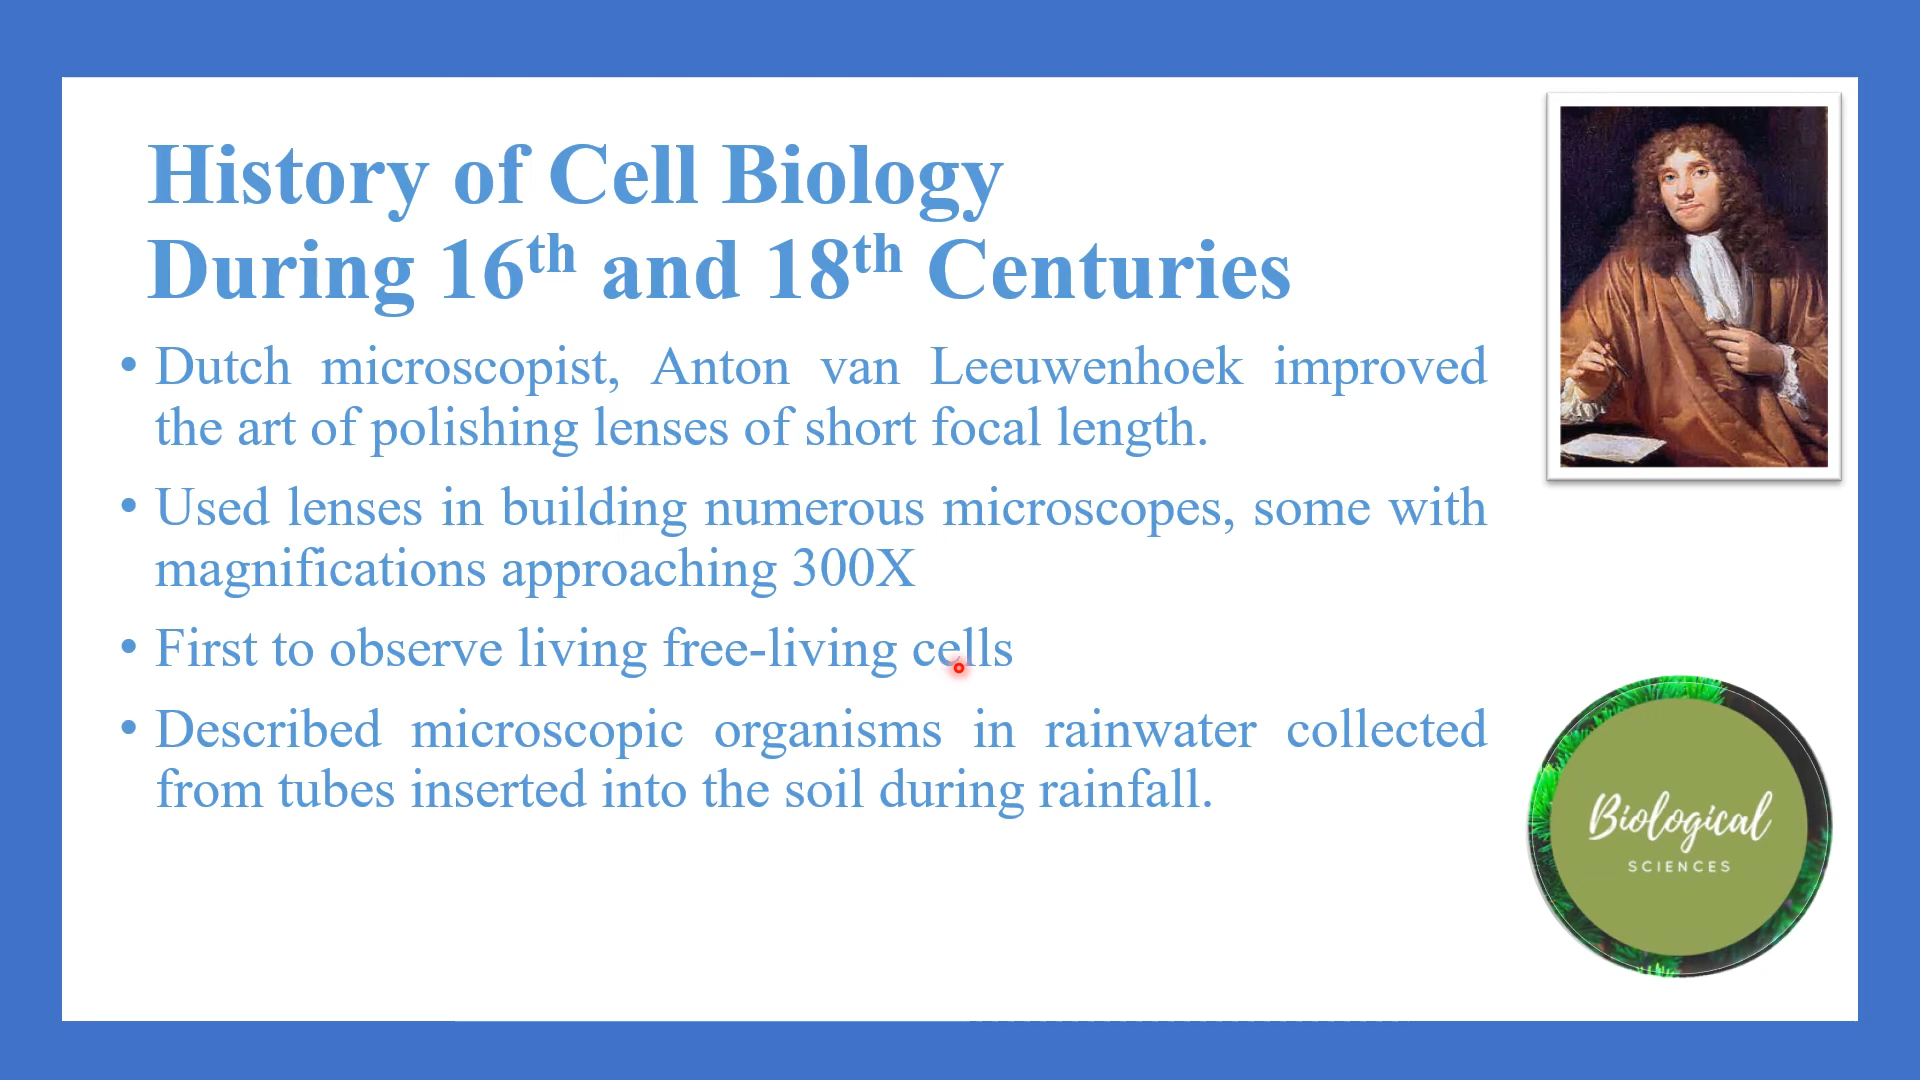 History of Cell Biology
During 16th and 18th Centuries
• Dutch microscopist, Anton van Leeuwenhoek improved
the art of polishing lenses of short focal length.
• Used lenses in building numerous microscopes, some with
magnifications approaching 300X
• First to observe living free-living cells
• Described microscopic organisms in rainwater collected
from tubes inserted into the soil during rainfall.
Biological
SCIENCES